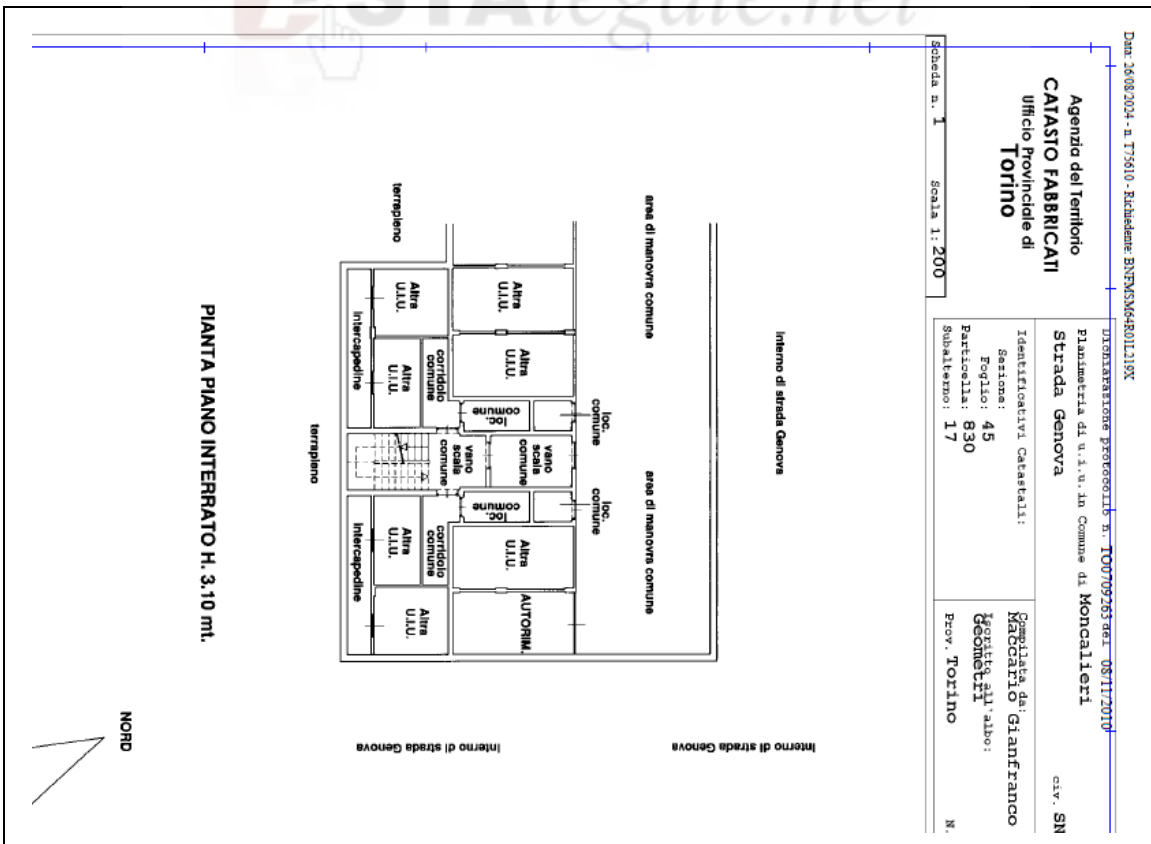 STAlegale.net
Data: 26/08/2024 - n. T75610 - Richiedente: BNFMSM64R01L219X
Agenzia del Territorio
CATASTO FABBRICATI
Ufficio Provinciale di
Torino
Scheda n. 1 Scala 1: 200
Dichiarazione protocollo n. TO0709263 del 08/11/2010
Planimetria di u.i.u. in Comune di Moncalieri
Strada Genova civ. SN
Identificativi Catastali:
Sezione:
Foglio: 45
Particella: 830
Subalterno: 17
Compilata da:
Maccario Gianfranco
Iscritto all'albo:
Geometri
Prov. Torino N.
Interno di strada Genova
area di manovra comune
area di manovra comune
terrapieno
Altra
U.I.U.
Altra
U.I.U.
loc.
comune
loc.
comune
vano
scala
comune
loc.
comune
loc.
comune
Altra
U.I.U.
AUTORIM.
Altra
U.I.U.
Altra
U.I.U.
corridoio
comune
vano
scala
comune
corridoio
comune
Altra
U.I.U.
Altra
U.I.U.
Intercapedine
Intercapedine
terrapieno
Interno di strada Genova
Interno di strada Genova
PIANTA PIANO INTERRATO H. 3.10 mt.
NORD